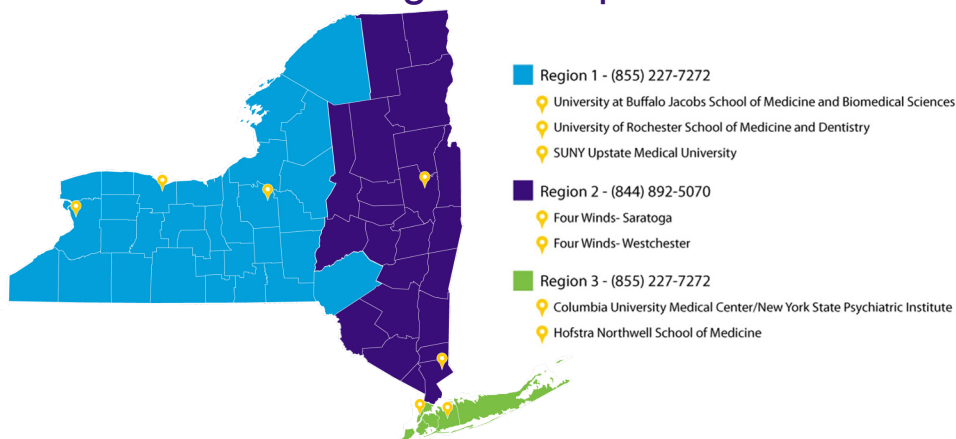 Region 1 - (855) 227-7272
University at Buffalo Jacobs School of Medicine and Biomedical Sciences
University of Rochester School of Medicine and Dentistry
SUNY Upstate Medical University
Region 2 - (844) 892-5070
Four Winds- Saratoga
Four Winds- Westchester
Region 3 - (855) 227-7272
Columbia University Medical Center/New York State Psychiatric Institute
Hofstra Northwell School of Medicine